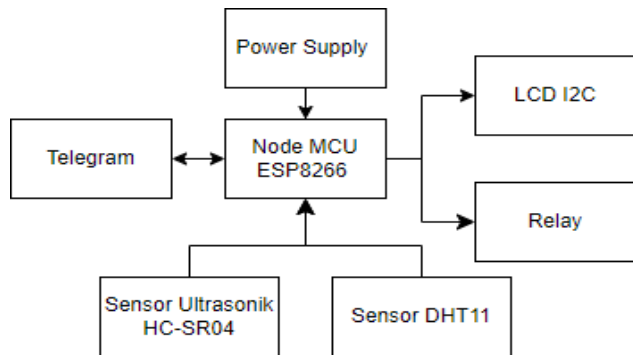 Power Supply
LCD I2C
Telegram
Node MCU
ESP8266
Relay
Sensor Ultrasonik
HC-SR04
Sensor DHT11